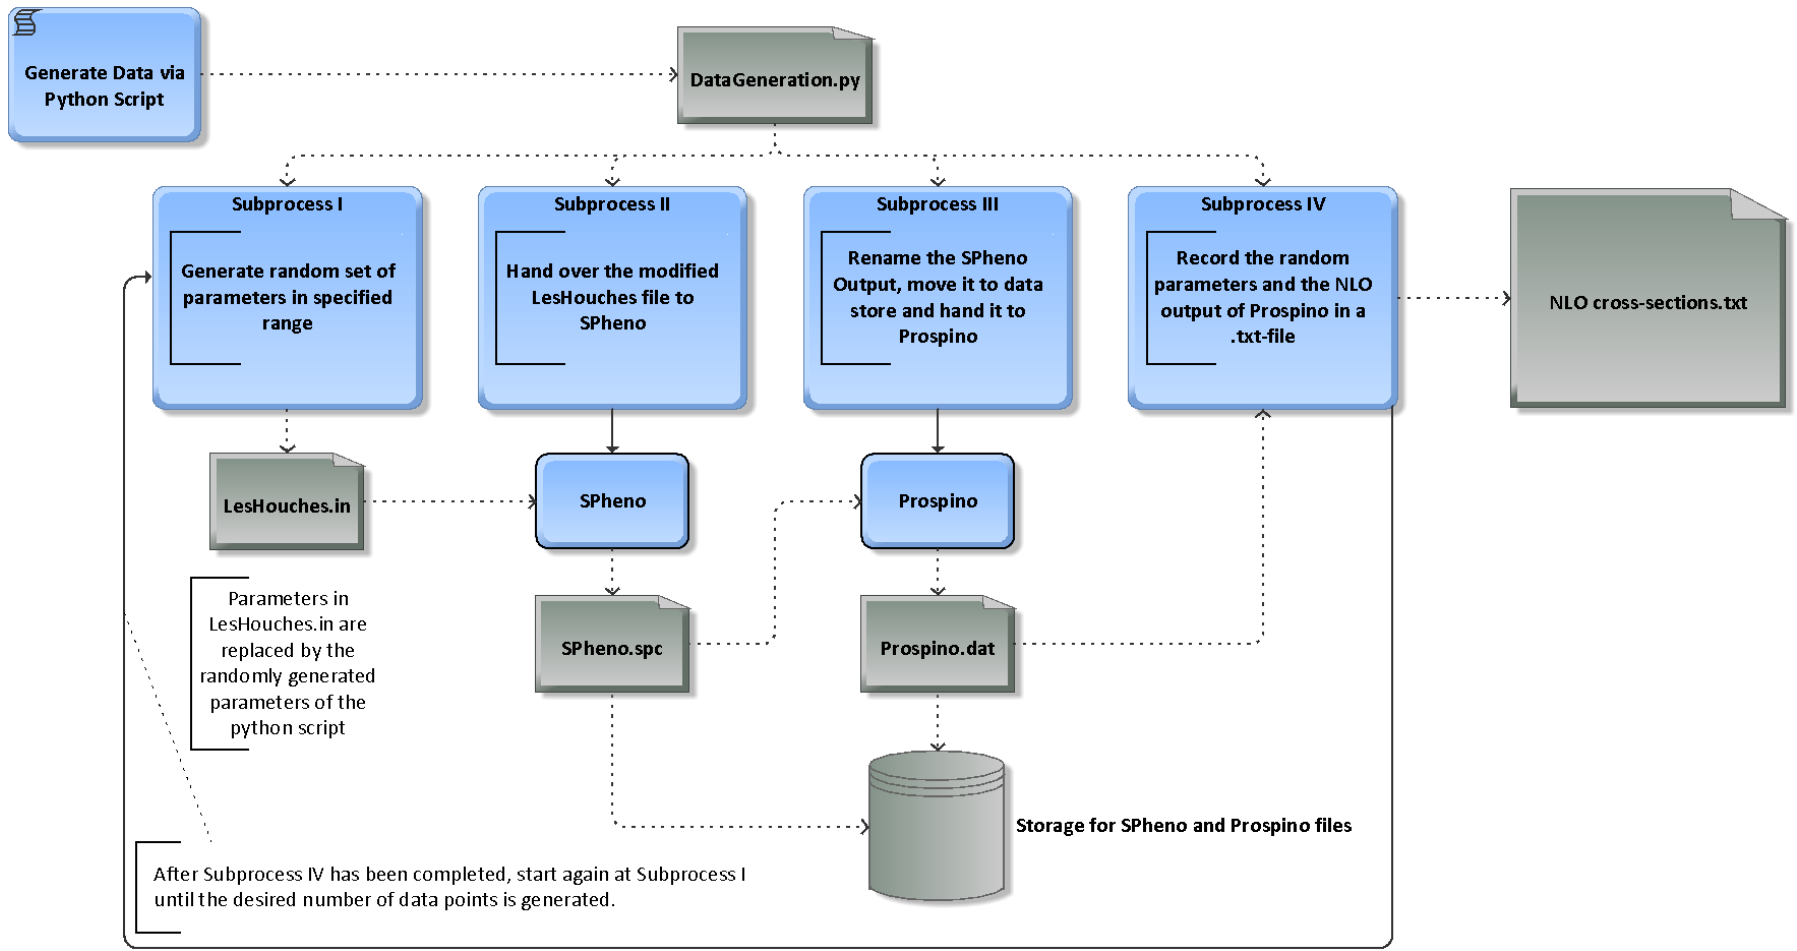 Generate Data via
Python Script
DataGeneration.py
Subprocess I
Generate random set of
parameters in specified
range
Subprocess II
Hand over the modified
LesHouches file to
SPheno
Subprocess III
Rename the SPheno
Output, move it to data
store and hand it to
Prospino
Subprocess IV
Record the random
parameters and the NLO
output of Prospino in a
.txt-file
NLO cross-sections.txt
LesHouches.in
SPheno
Prospino
Parameters in
LesHouches.in are
replaced by the
randomly generated
parameters of the
python script
SPheno.spc
Prospino.dat
Storage for SPheno and Prospino files
After Subprocess IV has been completed, start again at Subprocess I
until the desired number of data points is generated.